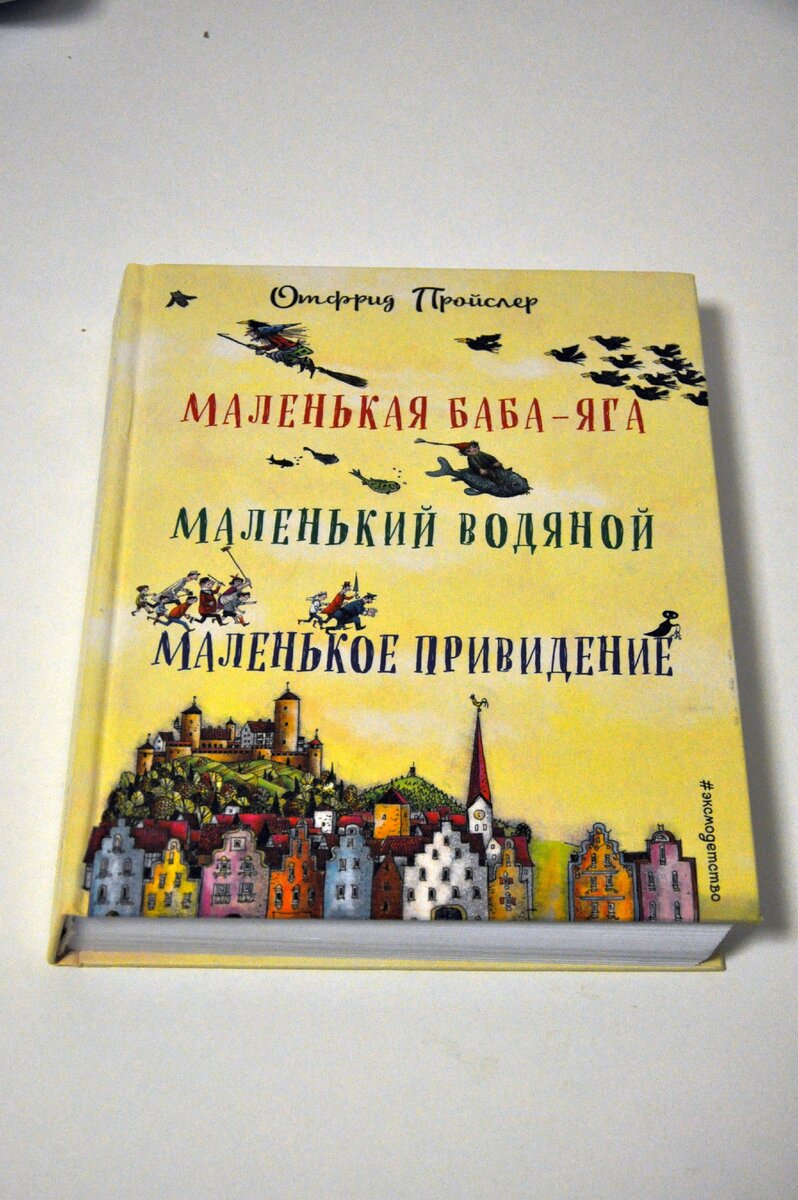 Отфрид Пройслер
МАЛЕНЬКАЯ БАБА-ЯГА
МАЛЕНЬКИЙ ВОДЯНОЙ
МАЛЕНЬКОЕ ПРИВИДЕНИЕ
#эксмодетство